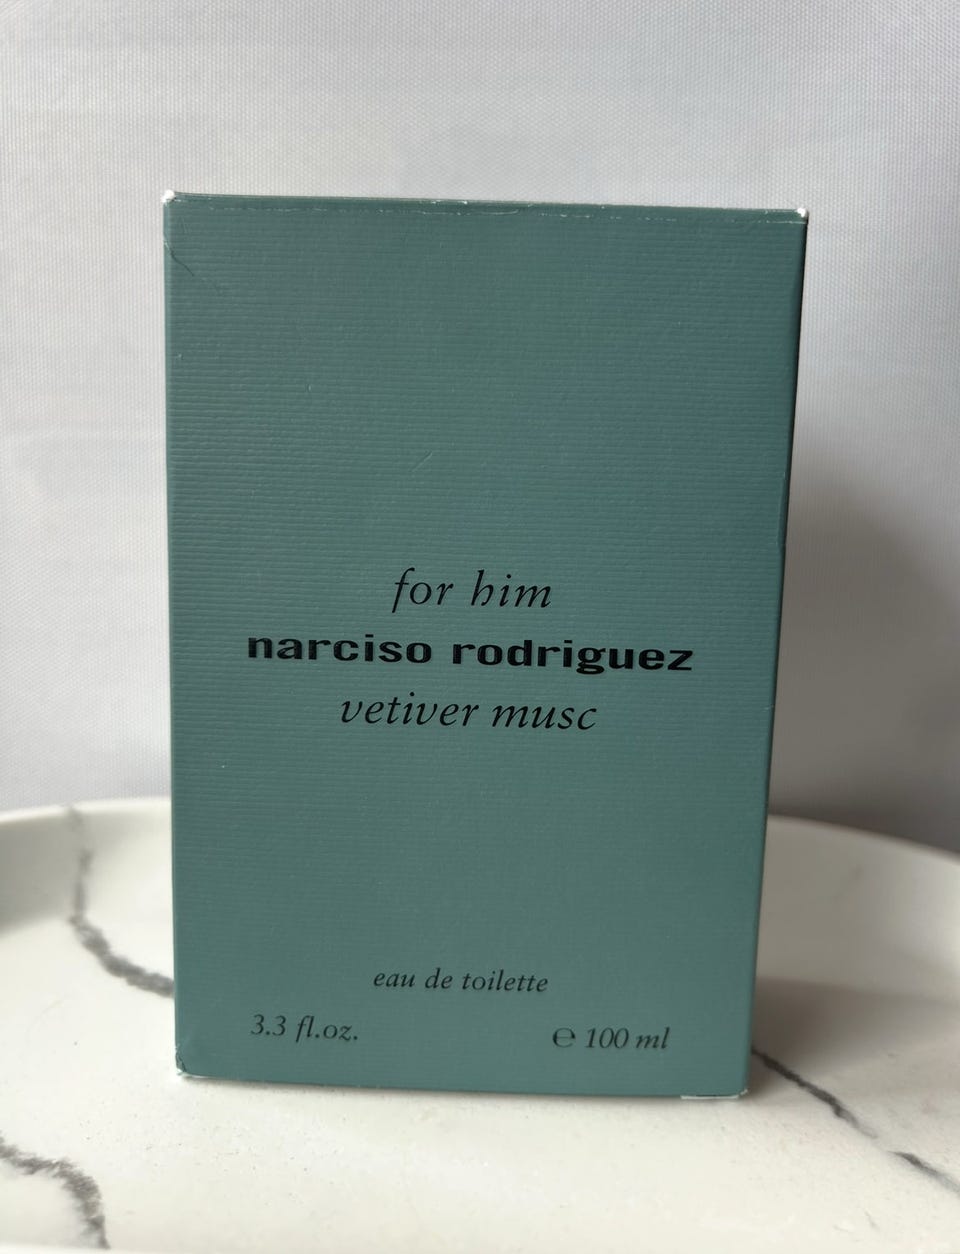 for him
narciso rodriguez
vetiver musc
eau de toilette
3.3 fl.oz.
℮ 100 ml